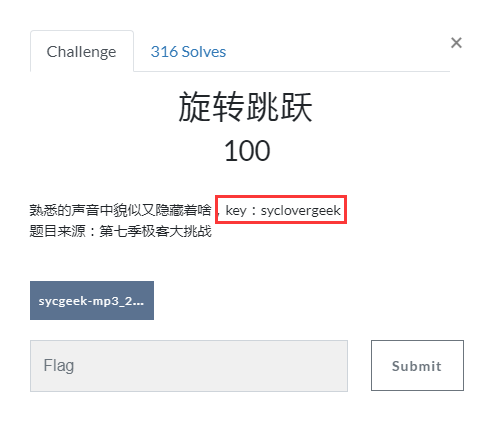 Challenge
316 Solves
×
旋转跳跃
100
熟悉的声音中貌似又隐藏着啥，key：syclovergeek
题目来源：第七季极客大挑战
sycgeek-mp3_2...
Flag
Submit